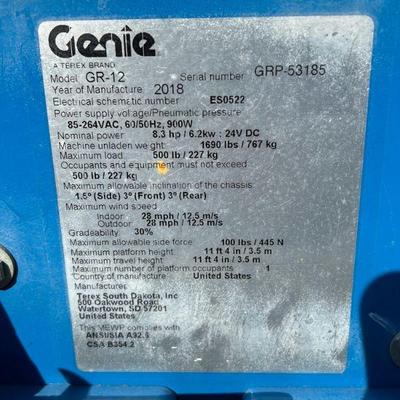 Genie
A TEREX BRAND
Model GR-12 Serial number GRP-53185
Year of Manufacture 2018
Electrical schematic number ES0522
Power supply voltage/Pneumatic pressure
85-264VAC, 60/50Hz, 900W
Nominal power 8.3 hp / 6.2kw : 24V DC
Machine unladen weight 1690 lbs / 767 kg
Maximum load 500 lb / 227 kg
Occupants and equipment must not exceed
500 lb / 227 kg
Maximum allowable inclination of the chassis
1.5° (Side) 3° (Front) 3° (Rear)
Maximum wind speed
Indoor 28 mph / 12.5 m/s
Outdoor 28 mph / 12.5 m/s
Gradeability 30%
Maximum allowable side force 100 lbs / 445 N
Maximum platform height 11 ft 4 in / 3.5 m
Maximum travel height 11 ft 4 in / 3.5 m
Maximum number of platform occupants 1
Country of manufacture United States
Manufacturer
Terex South Dakota, Inc
500 Oakwood Road
Watertown, SD 57201
United States
This MEWP complies with
ANSI/SIA A92.6
CSA B354.2